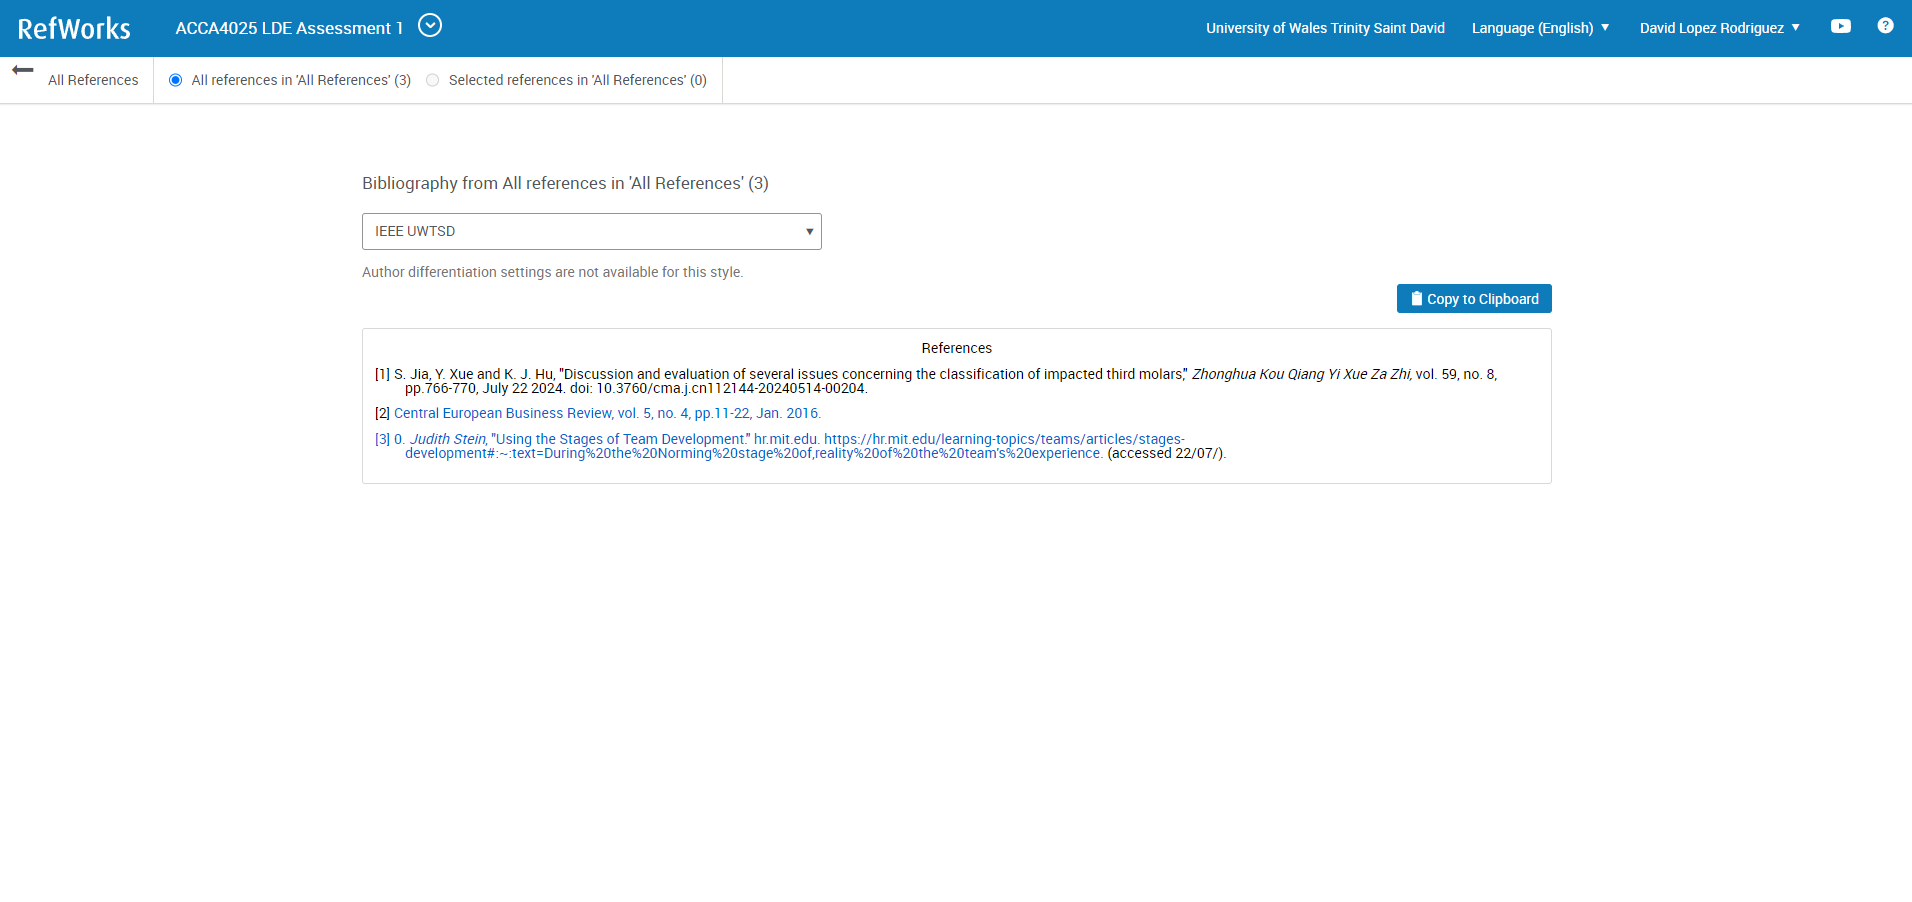 RefWorks
ACCA4025 LDE Assessment 1
University of Wales Trinity Saint David
Language (English)
David Lopez Rodriguez
All References
All references in 'All References' (3)
Selected references in 'All References' (0)
Bibliography from All references in 'All References' (3)
IEEE UWTSD
Author differentiation settings are not available for this style.
Copy to Clipboard
References
[1] S. Jia, Y. Xue and K. J. Hu, "Discussion and evaluation of several issues concerning the classification of impacted third molars," Zhonghua Kou Qiang Yi Xue Za Zhi, vol. 59, no. 8,
pp.766-770, July 22 2024. doi: 10.3760/cma.j.cn112144-20240514-00204.
[2] Central European Business Review, vol. 5, no. 4, pp.11-22, Jan. 2016.
[3] 0. Judith Stein, "Using the Stages of Team Development." hr.mit.edu. https://hr.mit.edu/learning-topics/teams/articles/stages-
development#:~:text=During%20the%20Norming%20stage%20of,reality%20of%20the%20team's%20experience. (accessed 22/07/).